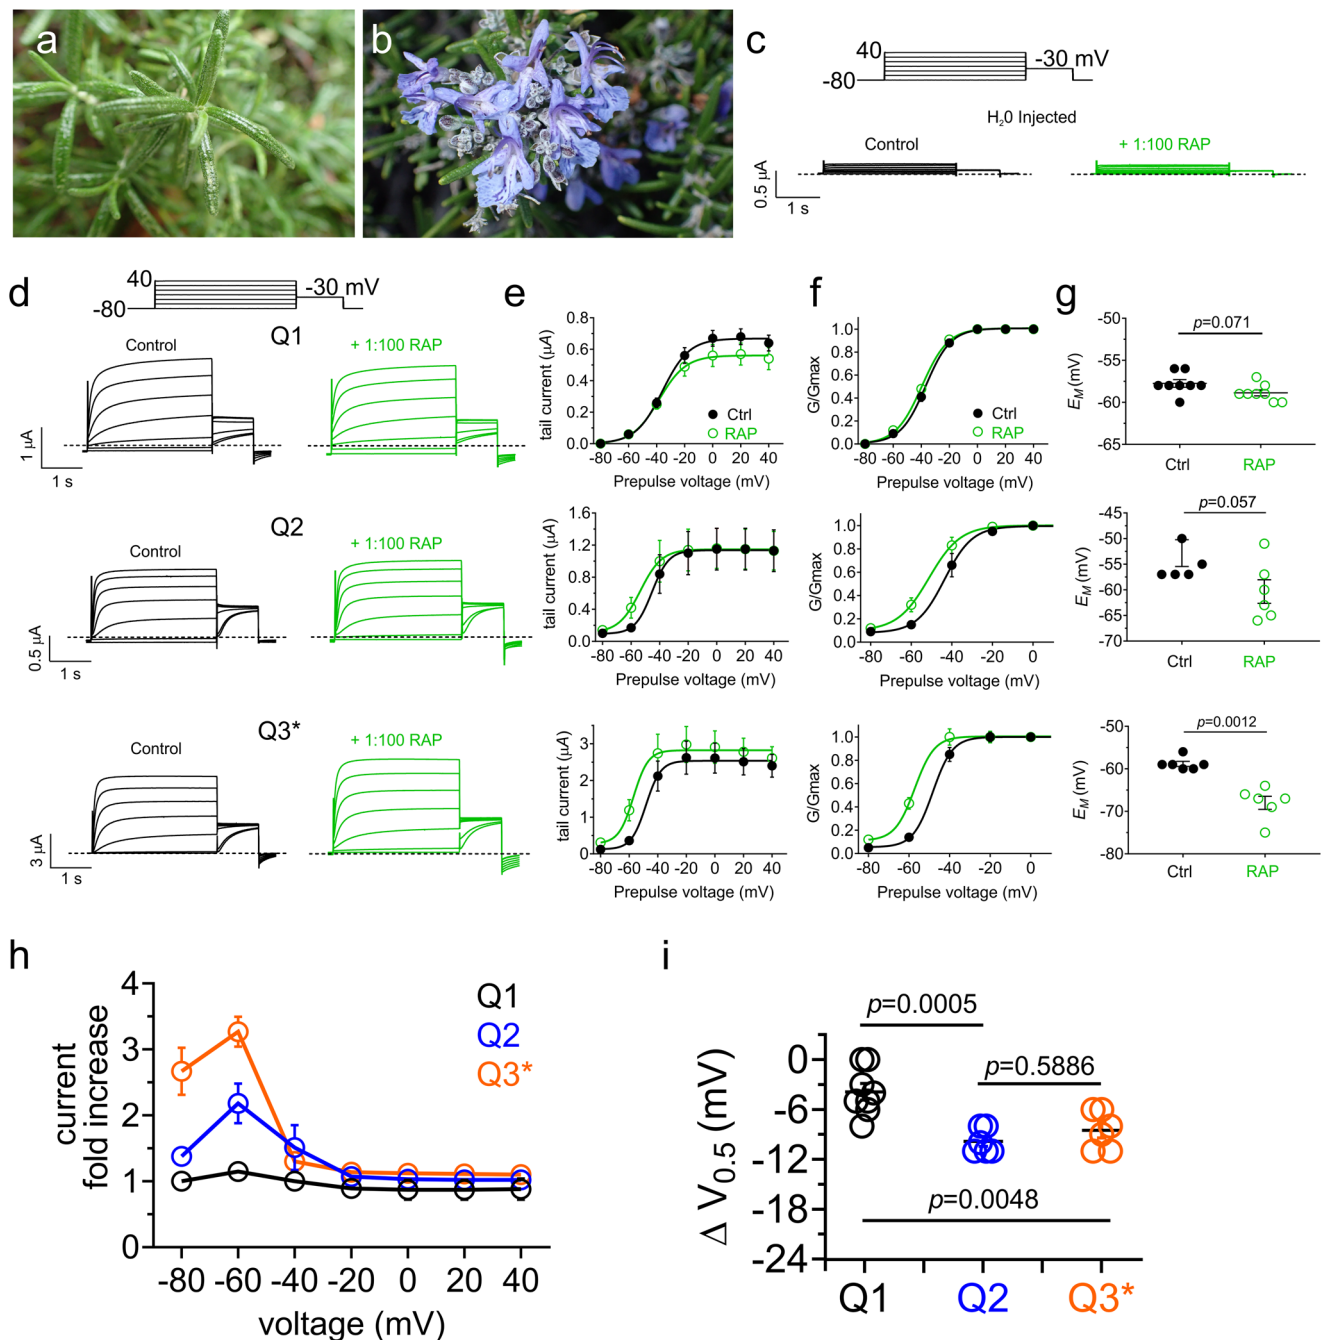 a
b
c
40
-30 mV
-80
H20 Injected
Control
+ 1:100 RAP
0.5 µA
1 s
d
40
-30 mV
-80
Q1
Control
+ 1:100 RAP
1 µA
1 s
Q2
Control
+ 1:100 RAP
0.5 µA
1 s
Q3*
Control
+ 1:100 RAP
3 µA
1 s
e
tail current (µA)
0.8
0.6
0.4
0.2
0.0
Ctrl
RAP
-80 -60 -40 -20 0 20 40
Prepulse voltage (mV)
tail current (µA)
1.6
1.2
0.8
0.4
0.0
-80 -60 -40 -20 0 20 40
Prepulse voltage (mV)
tail current (µA)
3
2
1
0
-80 -60 -40 -20 0 20 40
Prepulse voltage (mV)
f
G/Gmax
1.0
0.8
0.6
0.4
0.2
0.0
Ctrl
RAP
-80 -60 -40 -20 0 20 40
Prepulse voltage (mV)
G/Gmax
1.0
0.8
0.6
0.4
0.2
0.0
-80 -60 -40 -20 0
Prepulse voltage (mV)
G/Gmax
1.0
0.8
0.6
0.4
0.2
0.0
-80 -60 -40 -20 0
Prepulse voltage (mV)
g
EM (mV)
-50
-55
-60
-65
p=0.071
Ctrl RAP
EM (mV)
-45
-50
-55
-60
-65
-70
p=0.057
Ctrl RAP
EM (mV)
-50
-60
-70
-80
p=0.0012
Ctrl RAP
h
current
fold increase
4
3
2
1
0
Q1
Q2
Q3*
-80 -60 -40 -20 0 20 40
voltage (mV)
i
Δ V0.5 (mV)
0
-6
-12
-18
-24
p=0.0005
p=0.5886
p=0.0048
Q1 Q2 Q3*